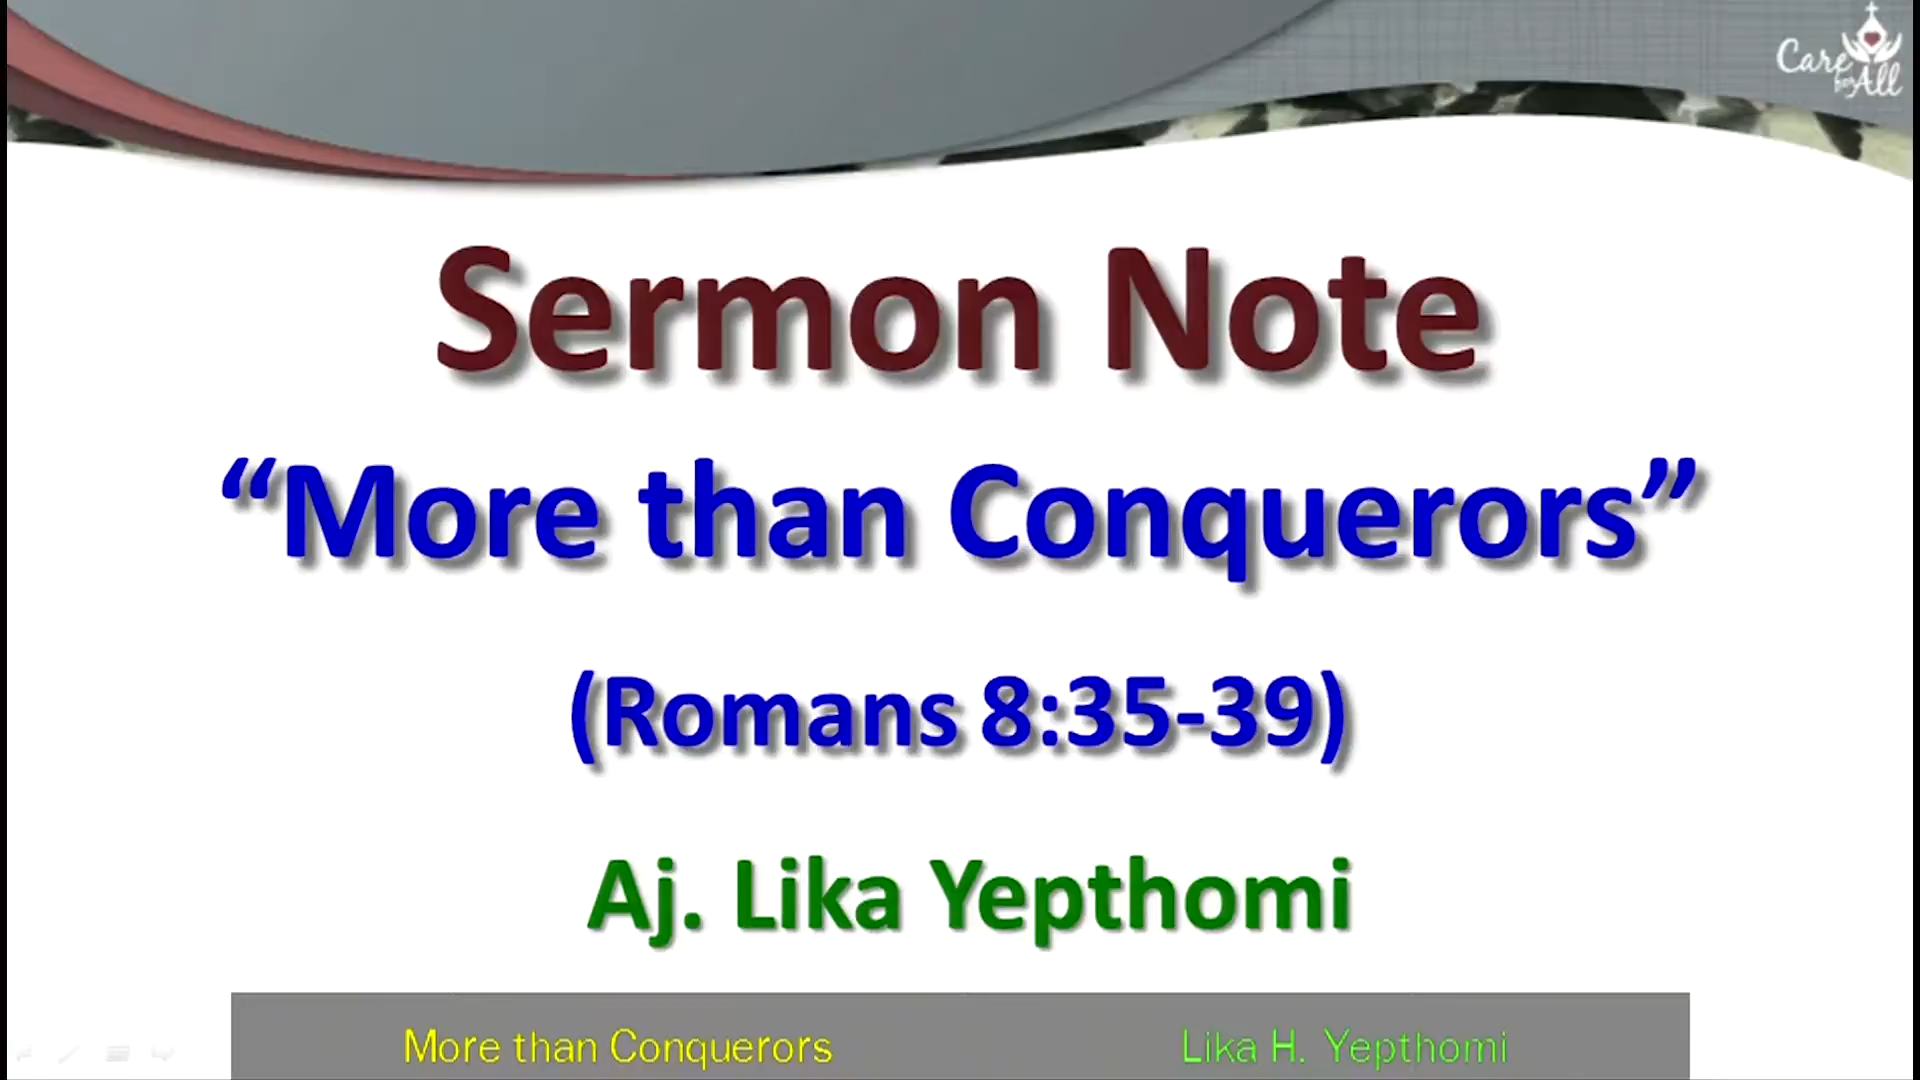 Care for All
Sermon Note
“More than Conquerors”
(Romans 8:35-39)
Aj. Lika Yepthomi
More than Conquerors Lika H. Yepthomi